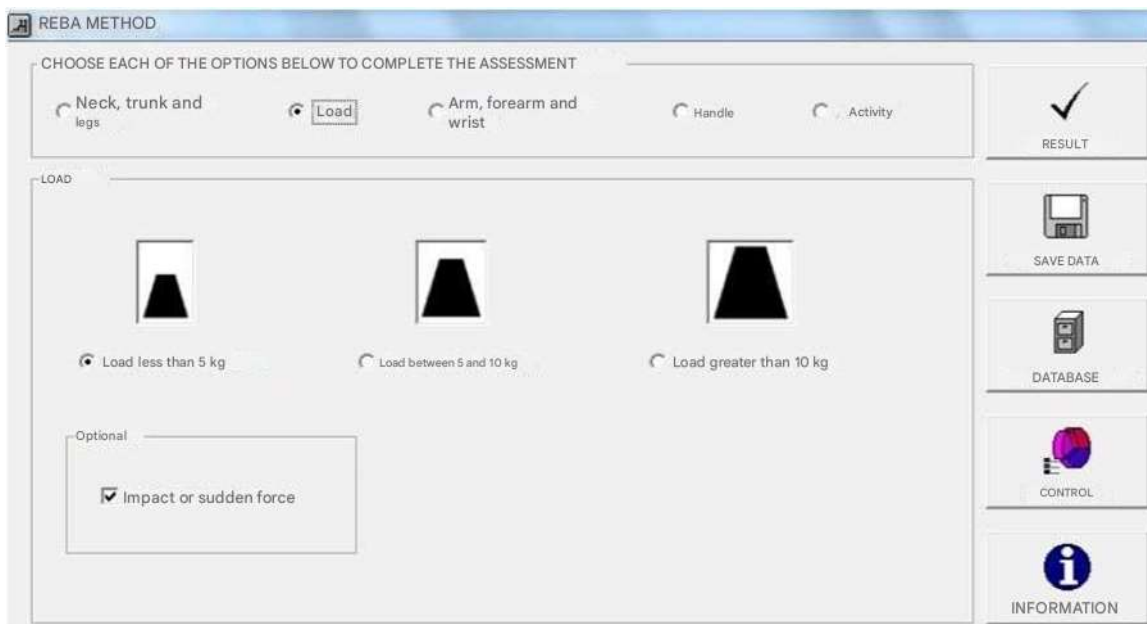 REBA METHOD
CHOOSE EACH OF THE OPTIONS BELOW TO COMPLETE THE ASSESSMENT
Neck, trunk and
legs
Load
Arm, forearm and
wrist
Handle
Activity
RESULT
LOAD
SAVE DATA
Load less than 5 kg
Load between 5 and 10 kg
Load greater than 10 kg
DATABASE
Optional
Impact or sudden force
CONTROL
INFORMATION